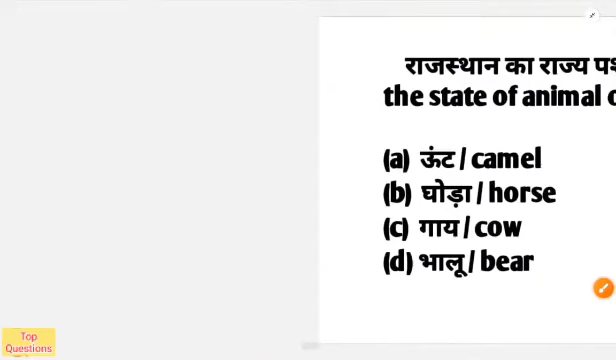 राजस्थान का राज्य
the state of animal
(a) ऊंट / camel
(b) घोड़ा / horse
(c) गाय / cow
(d) भालू / bear
Top
Questions